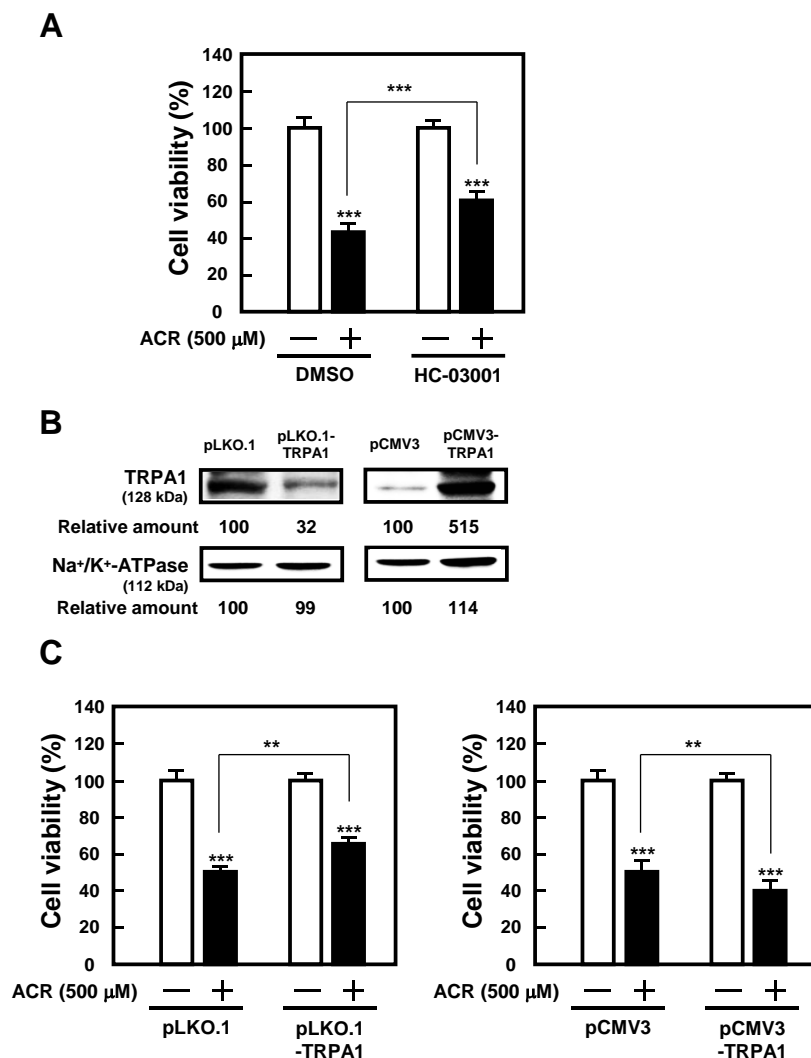 A
140
120
100
80
60
40
20
0
Cell viability (%)
***
***
***
ACR (500 μM) — + — +
DMSO HC-03001
B
pLKO.1 pLKO.1-TRPA1 pCMV3 pCMV3-TRPA1
TRPA1
(128 kDa)
Relative amount 100 32 100 515
Na+/K+-ATPase
(112 kDa)
Relative amount 100 99 100 114
C
140
120
100
80
60
40
20
0
Cell viability (%)
**
***
***
ACR (500 μM) — + — +
pLKO.1 pLKO.1
-TRPA1
140
120
100
80
60
40
20
0
Cell viability (%)
**
***
***
ACR (500 μM) — + — +
pCMV3 pCMV3
-TRPA1